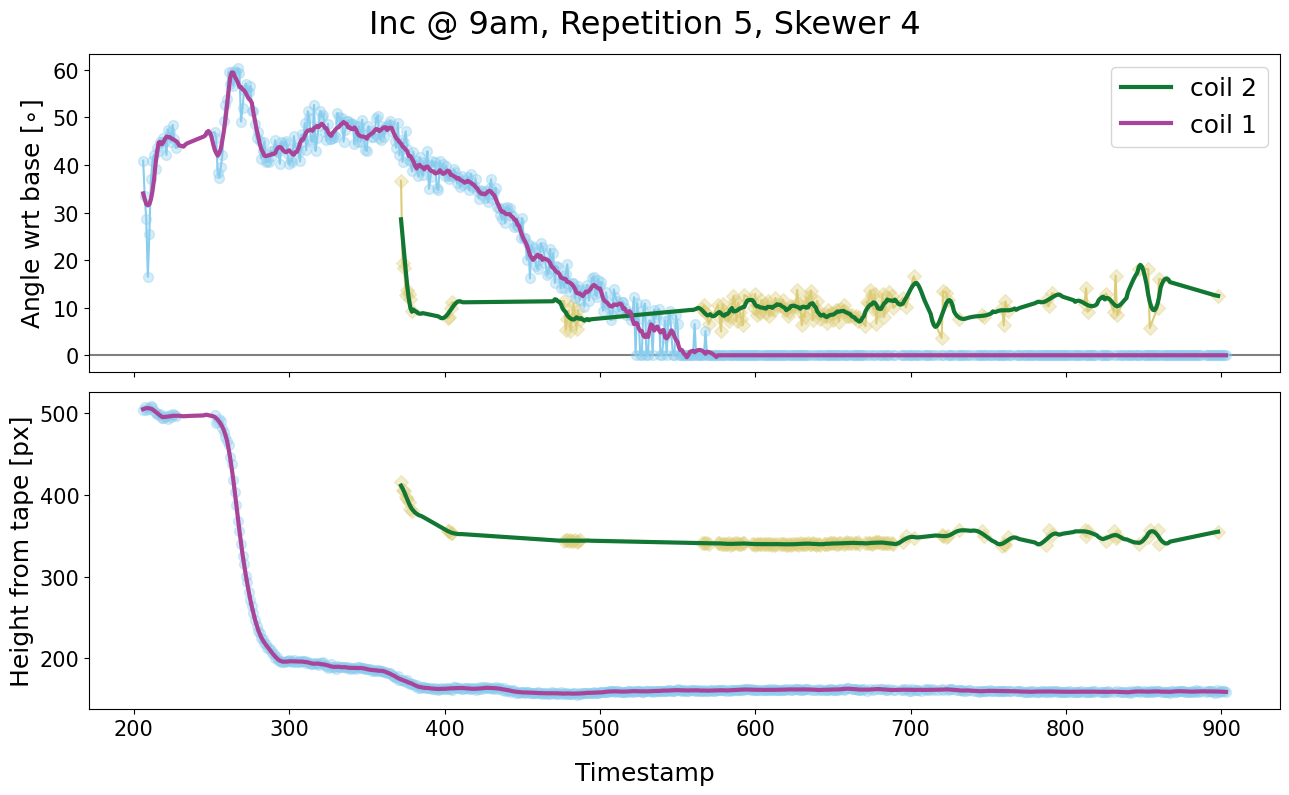 Inc @ 9am, Repetition 5, Skewer 4
Angle wrt base [∘]
60
50
40
30
20
10
0
coil 2
coil 1
Height from tape [px]
500
400
300
200
200 300 400 500 600 700 800 900
Timestamp